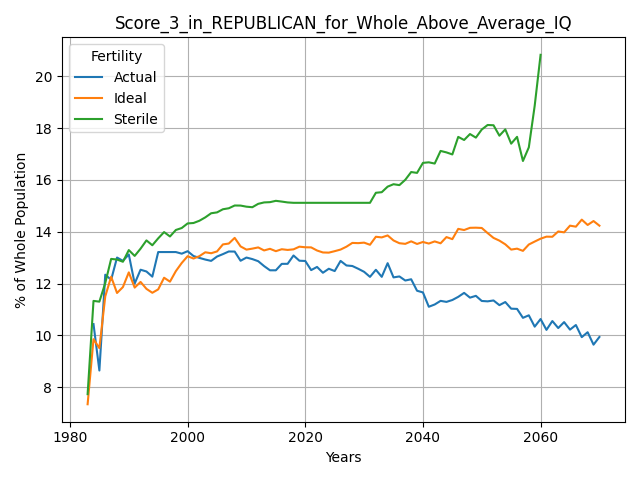 Score_3_in_REPUBLICAN_for_Whole_Above_Average_IQ
Fertility
Actual
Ideal
Sterile
% of Whole Population
20
18
16
14
12
10
8
1980
2000
2020
2040
2060
Years